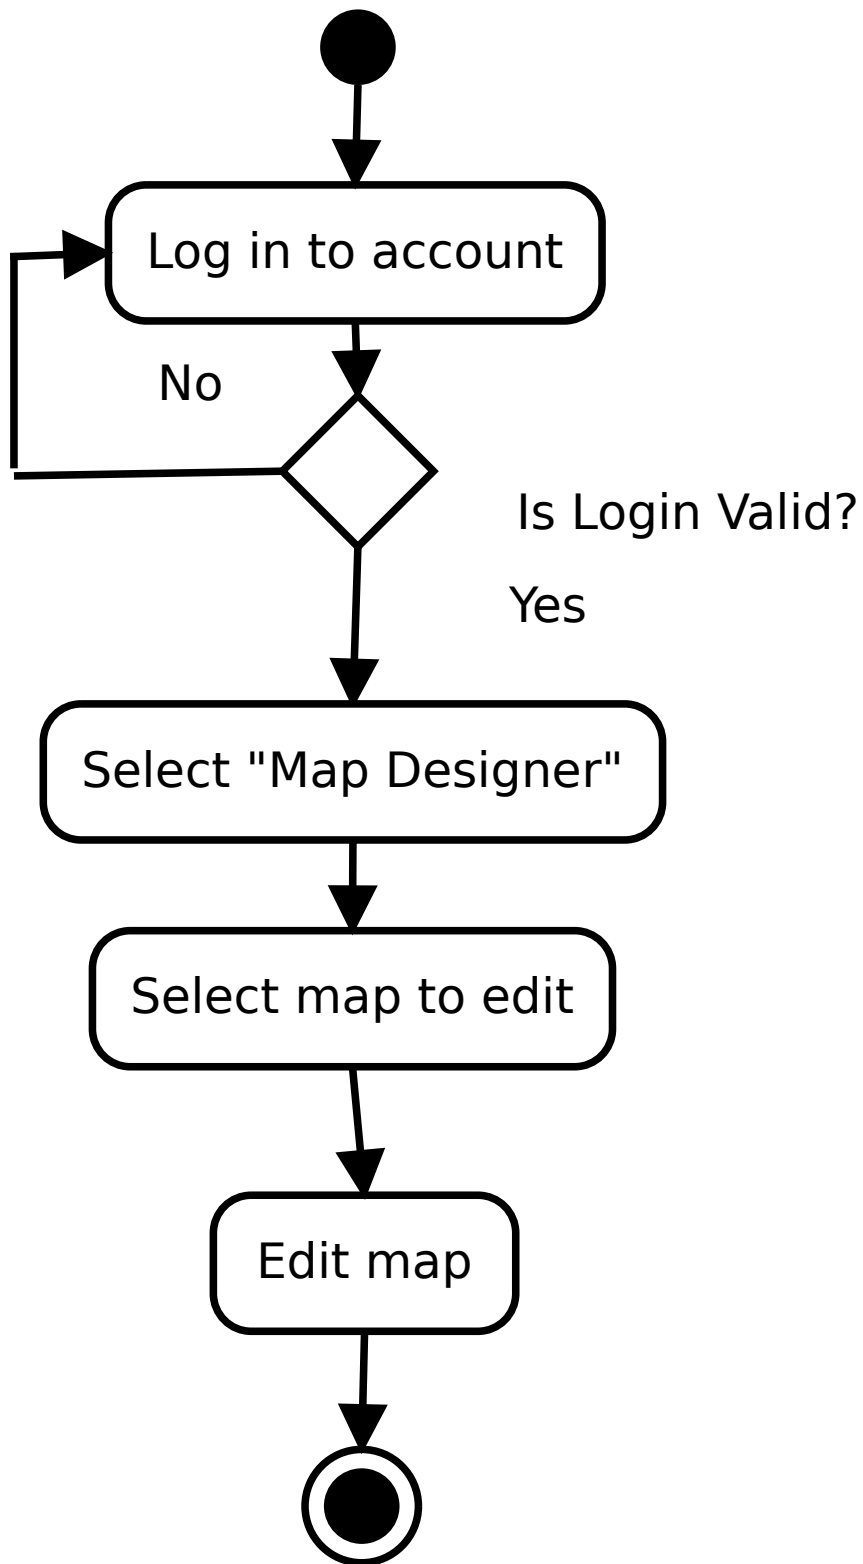 Log in to account
No
Is Login Valid?
Yes
Select "Map Designer"
Select map to edit
Edit map